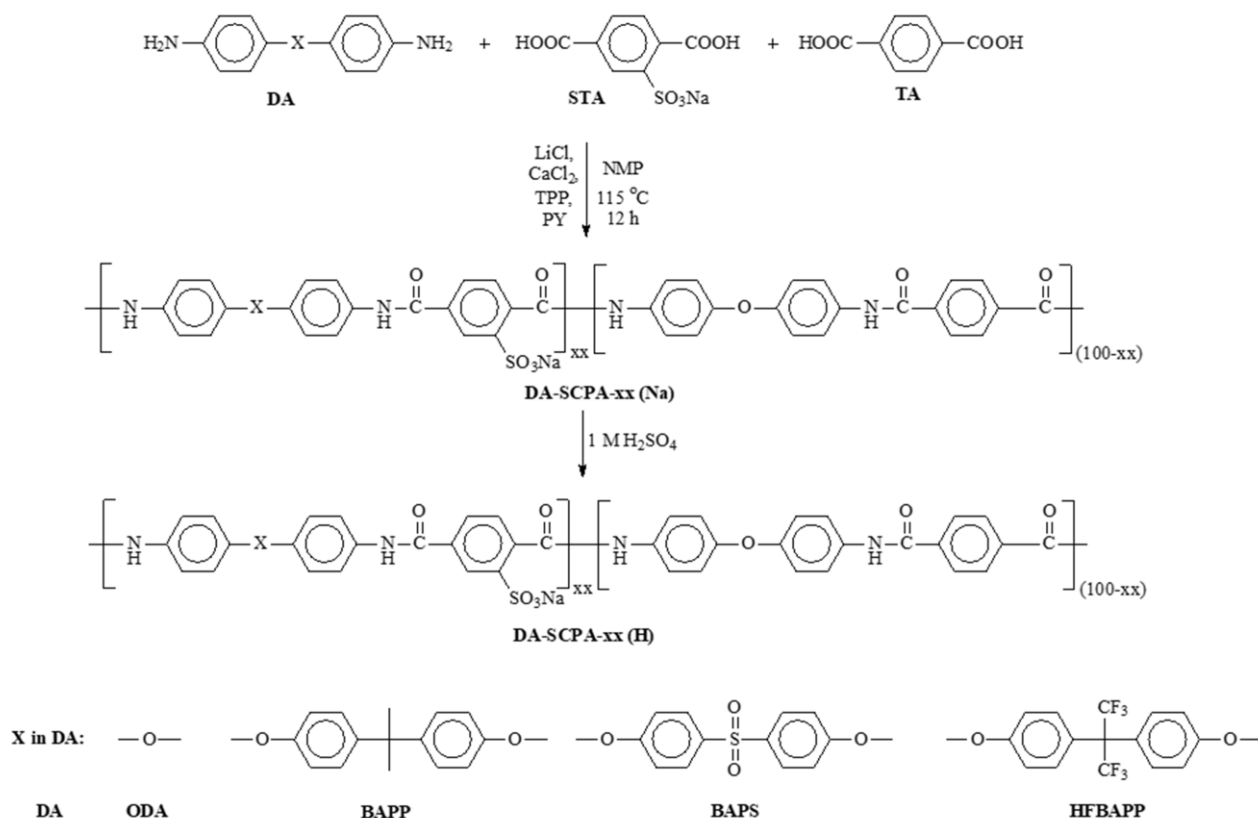 H2N X NH2 + HOOC COOH + HOOC COOH
SO3Na
DA STA TA
LiCl,
CaCl2, NMP
TPP, 115 °C
PY 12 h
O O O O
N H X N H C C N H O N H C C
SO3Na xx (100-xx)
DA-SCPA-xx (Na)
1 M H2SO4
O O O O
N H X N H C C N H O N H C C
SO3Na xx (100-xx)
DA-SCPA-xx (H)
X in DA: O O O O S O O O CF3 CF3 O
DA ODA BAPP BAPS HFBAPP